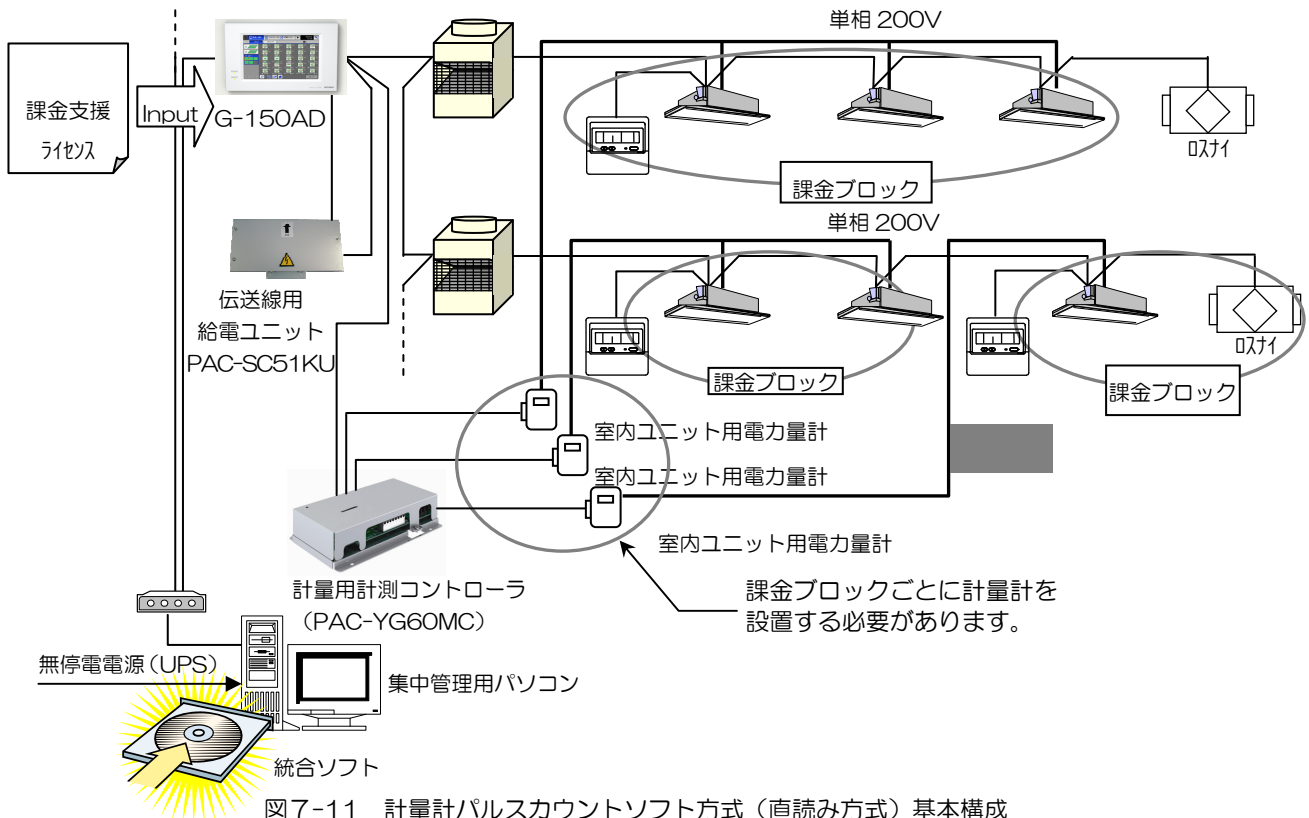 単相 200V
課金支援
ライセンス
Input
G-150AD
ロスナイ
課金ブロック
単相 200V
伝送線用
給電ユニット
PAC-SC51KU
ロスナイ
課金ブロック
課金ブロック
室内ユニット用電力量計
室内ユニット用電力量計
室内ユニット用電力量計
計量用計測コントローラ
(PAC-YG60MC)
課金ブロックごとに計量計を
設置する必要があります。
無停電電源(UPS)
集中管理用パソコン
統合ソフト
図7-11 計量計パルスカウントソフト方式(直読み方式)基本構成